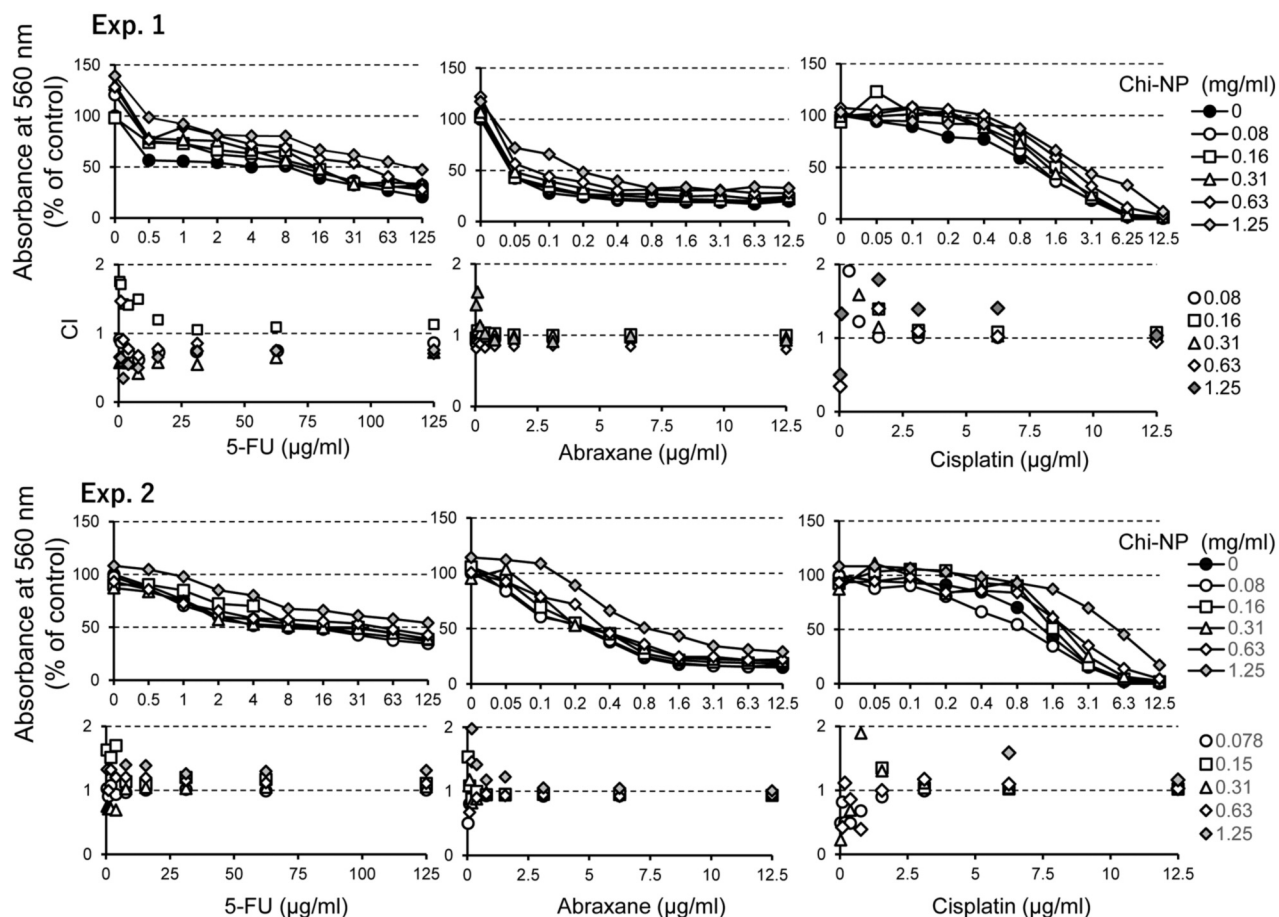 Exp. 1
Absorbance at 560 nm
(% of control)
150
100
50
0
0 0.5 1 2 4 8 16 31 63 125
150
100
50
0
0 0.05 0.1 0.2 0.4 0.8 1.6 3.1 6.3 12.5
150
100
50
0
0 0.05 0.1 0.2 0.4 0.8 1.6 3.1 6.25 12.5
Chi-NP (mg/ml)
0
0.08
0.16
0.31
0.63
1.25
CI
2
1
0
0 25 50 75 100 125
5-FU (µg/ml)
2
1
0
0 2.5 5 7.5 10 12.5
Abraxane (µg/ml)
2
1
0
0 2.5 5 7.5 10 12.5
Cisplatin (µg/ml)
0.08
0.16
0.31
0.63
1.25
Exp. 2
Absorbance at 560 nm
(% of control)
150
100
50
0
0 0.5 1 2 4 8 16 31 63 125
150
100
50
0
0 0.05 0.1 0.2 0.4 0.8 1.6 3.1 6.3 12.5
150
100
50
0
0 0.05 0.1 0.2 0.4 0.8 1.6 3.1 6.3 12.5
Chi-NP (mg/ml)
0
0.08
0.16
0.31
0.63
1.25
2
1
0
0 25 50 75 100 125
5-FU (µg/ml)
2
1
0
0 2.5 5 7.5 10 12.5
Abraxane (µg/ml)
2
1
0
0 2.5 5 7.5 10 12.5
Cisplatin (µg/ml)
0.078
0.15
0.31
0.63
1.25